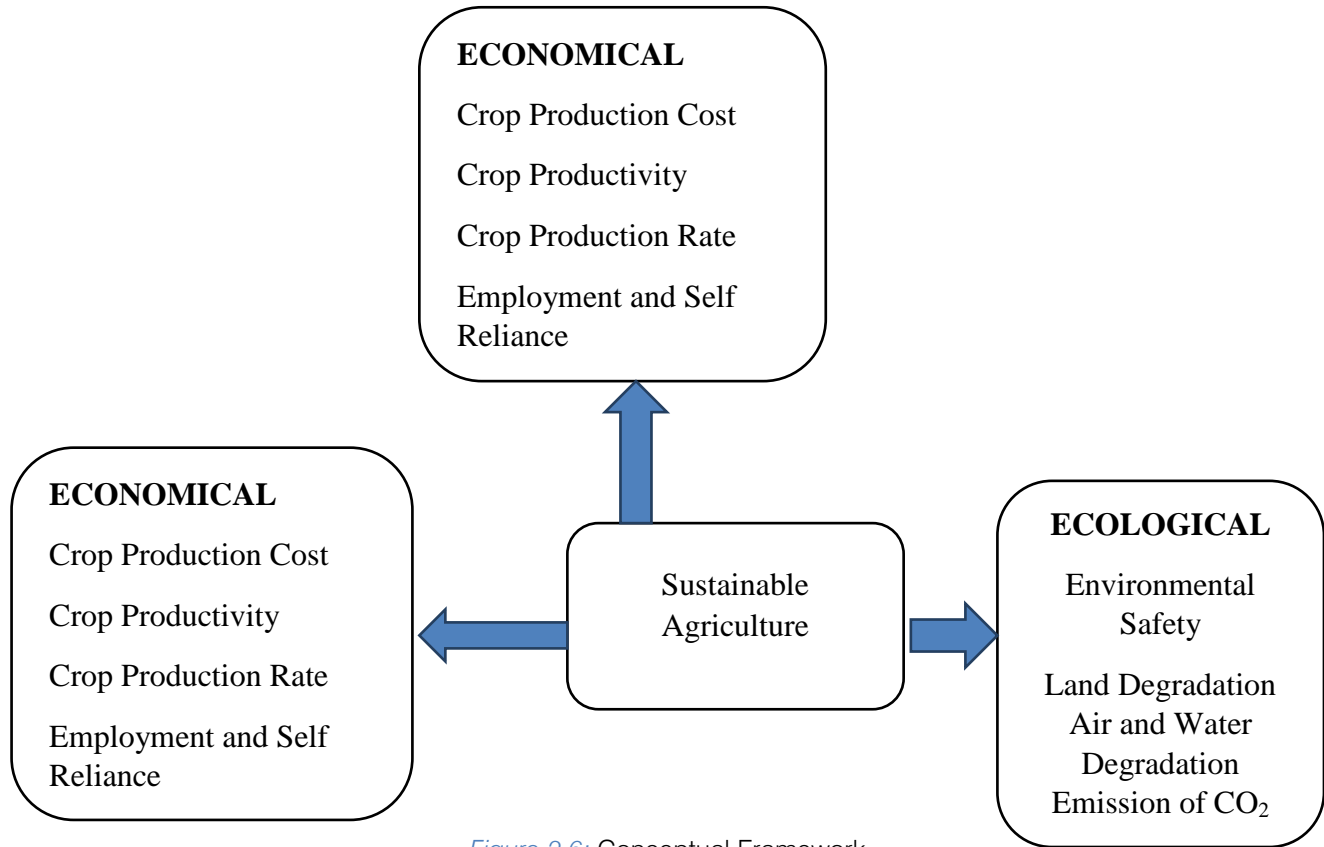 ECONOMICAL
Crop Production Cost
Crop Productivity
Crop Production Rate
Employment and Self
Reliance
ECONOMICAL
Crop Production Cost
Crop Productivity
Crop Production Rate
Employment and Self
Reliance
Sustainable
Agriculture
ECOLOGICAL
Environmental
Safety
Land Degradation
Air and Water
Degradation
Emission of CO₂
Figure 2.6: Conceptual Framework